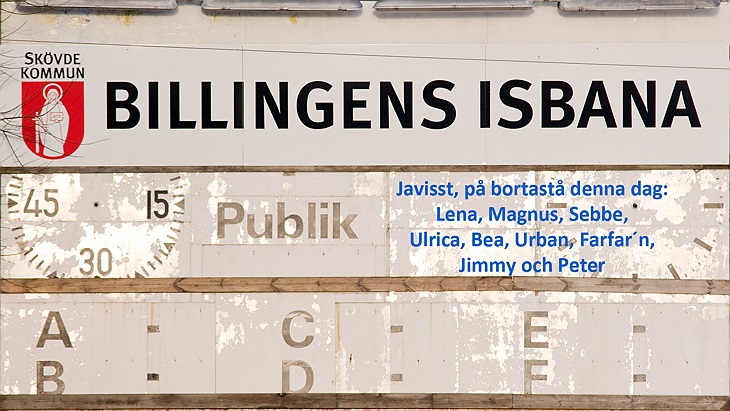 SKÖVDE
KOMMUN
BILLINGENS ISBANA
45 15
30
Publik
Javisst, på bortastå denna dag:
Lena, Magnus, Sebbe,
Ulrica, Bea, Urban, Farfar´n,
Jimmy och Peter
A - C - E -
B - D - F -